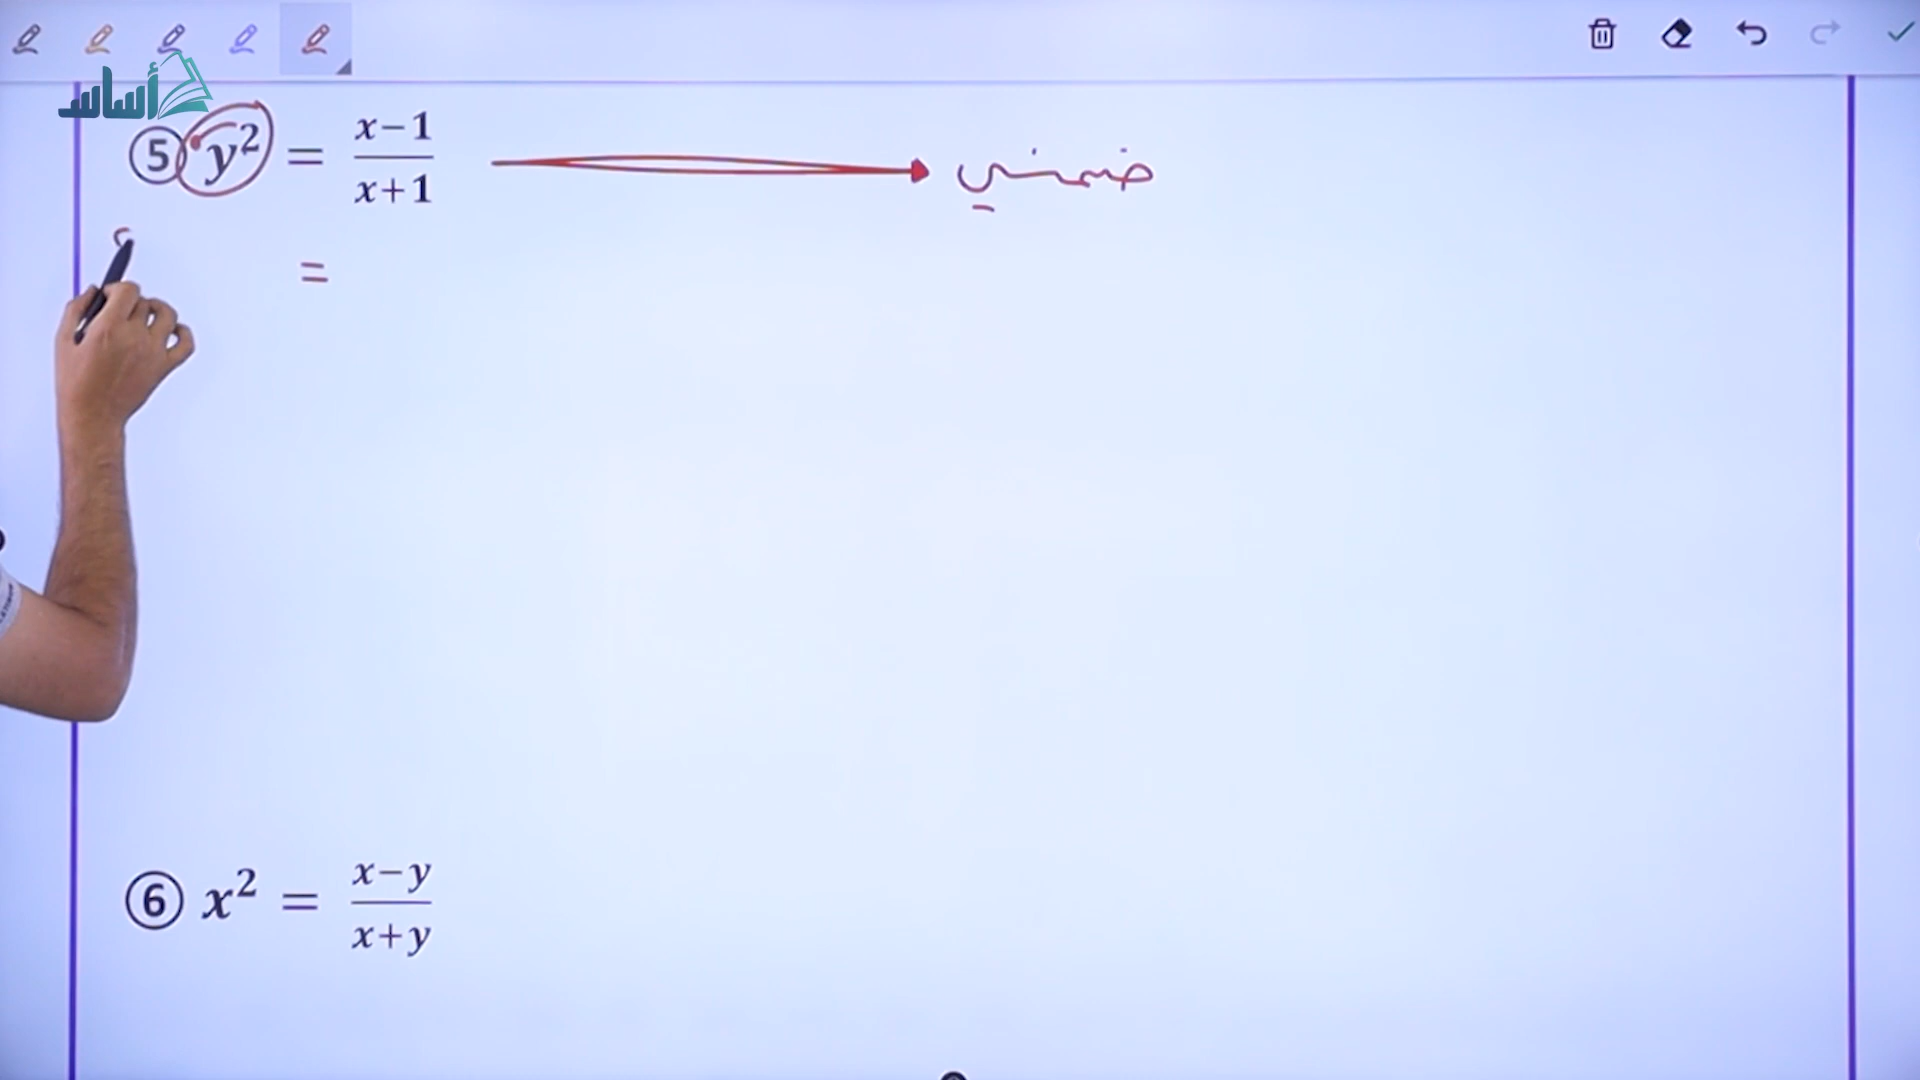 أساس
⑤ y² = x−1 / x+1 ضمني
=
⑥ x² = x−y / x+y